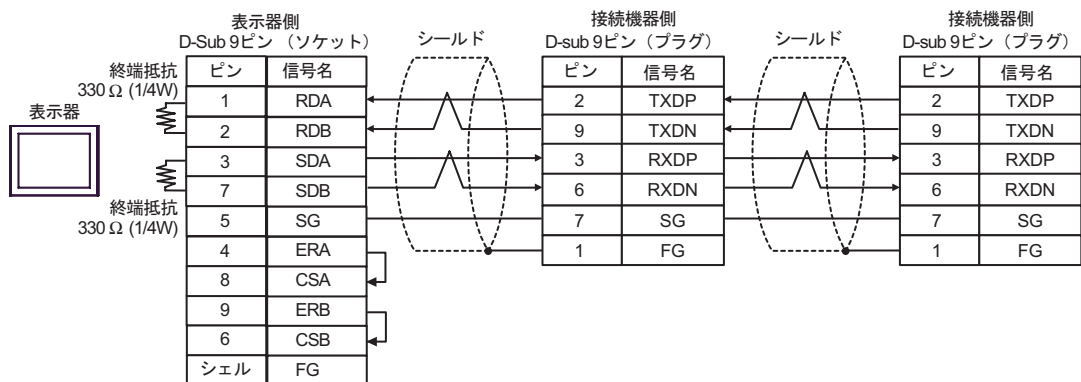 表示器側
D-Sub 9ピン (ソケット)
シールド
接続機器側
D-sub 9ピン (プラグ)
シールド
接続機器側
D-sub 9ピン (プラグ)
表示器
終端抵抗
330 Ω (1/4W)
終端抵抗
330 Ω (1/4W)
ピン 信号名
1 RDA
2 RDB
3 SDA
7 SDB
5 SG
4 ERA
8 CSA
9 ERB
6 CSB
シェル FG
ピン 信号名
2 TXDP
9 TXDN
3 RXDP
6 RXDN
7 SG
1 FG
ピン 信号名
2 TXDP
9 TXDN
3 RXDP
6 RXDN
7 SG
1 FG